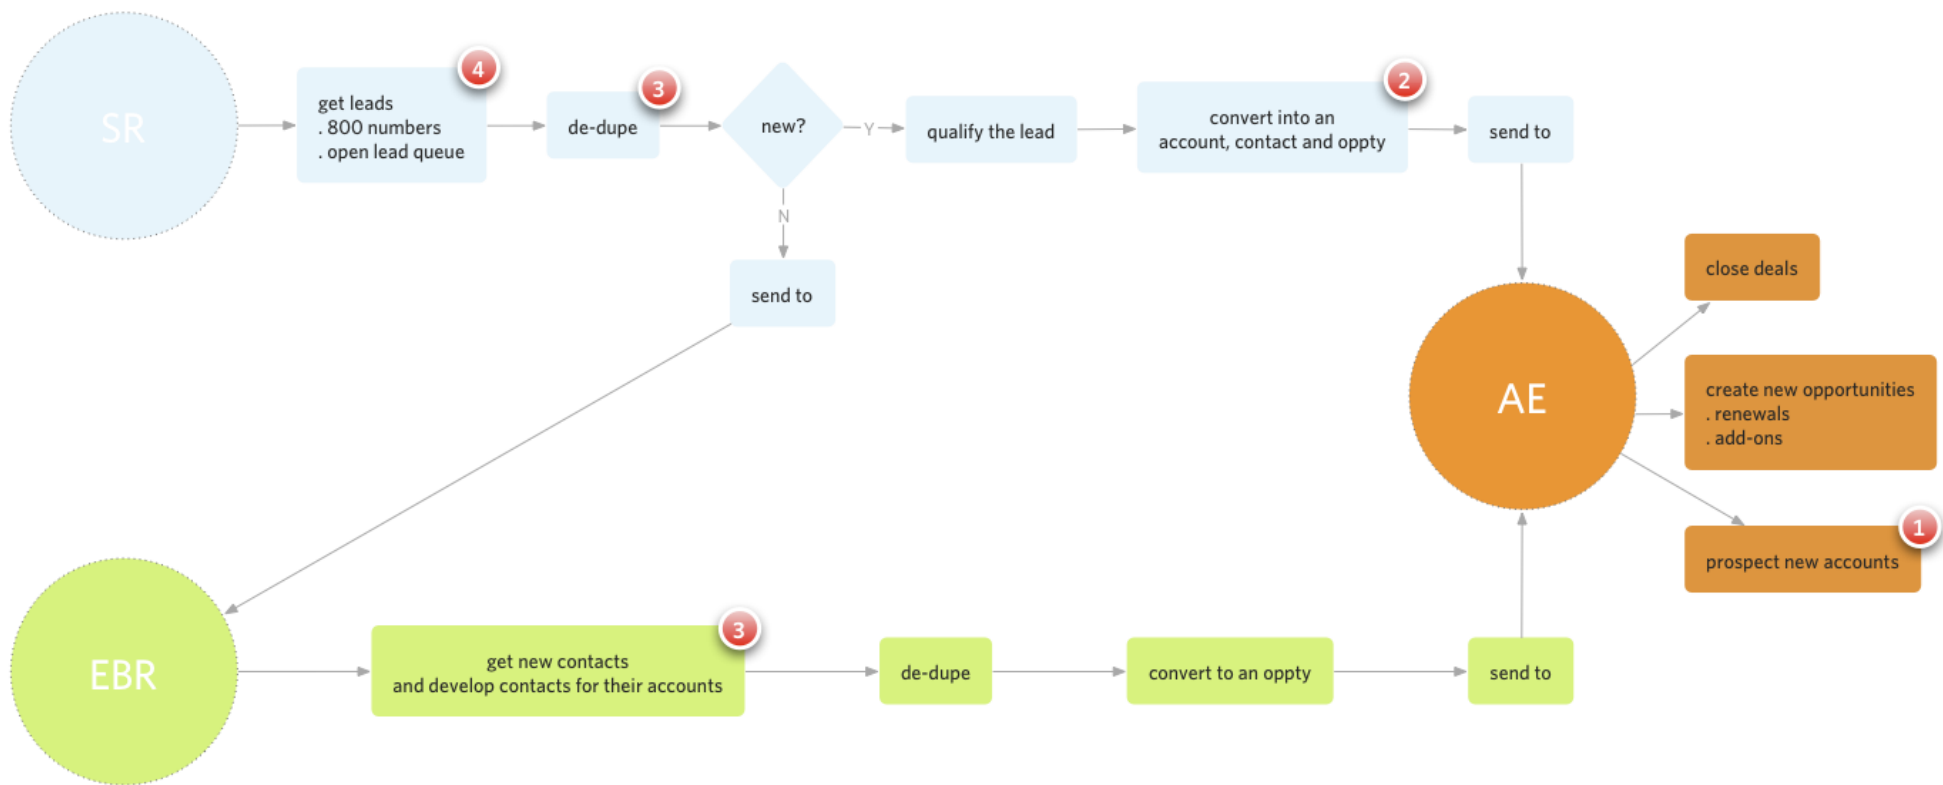 SR
4
get leads
. 800 numbers
. open lead queue
3
de-dupe
new?
Y
qualify the lead
2
convert into an
account, contact and oppty
send to
N
send to
close deals
AE
create new opportunities
. renewals
. add-ons
1
prospect new accounts
EBR
3
get new contacts
and develop contacts for their accounts
de-dupe
convert to an oppty
send to